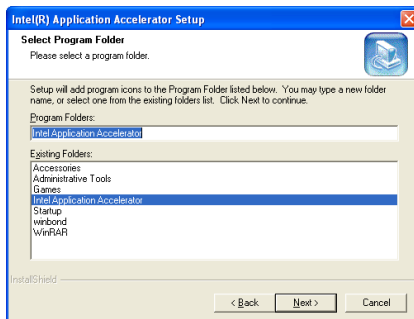 Intel(R) Application Accelerator Setup
Select Program Folder
Please select a program folder.
Setup will add program icons to the Program Folder listed below. You may type a new folder
name, or select one from the existing folders list. Click Next to continue.
Program Folders:
Intel Application Accelerator
Existing Folders:
Accessories
Administrative Tools
Games
Intel Application Accelerator
Startup
winbond
WinRAR
InstallShield
< Back
Next >
Cancel